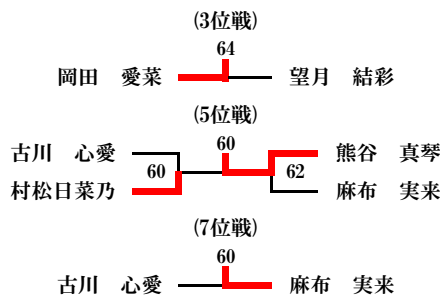 (3位戦)
64
岡田 愛菜 望月 結彩
(5位戦)
60
古川 心愛 熊谷 真琴
60 62
村松日菜乃 麻布 実来
(7位戦)
60
古川 心愛 麻布 実来